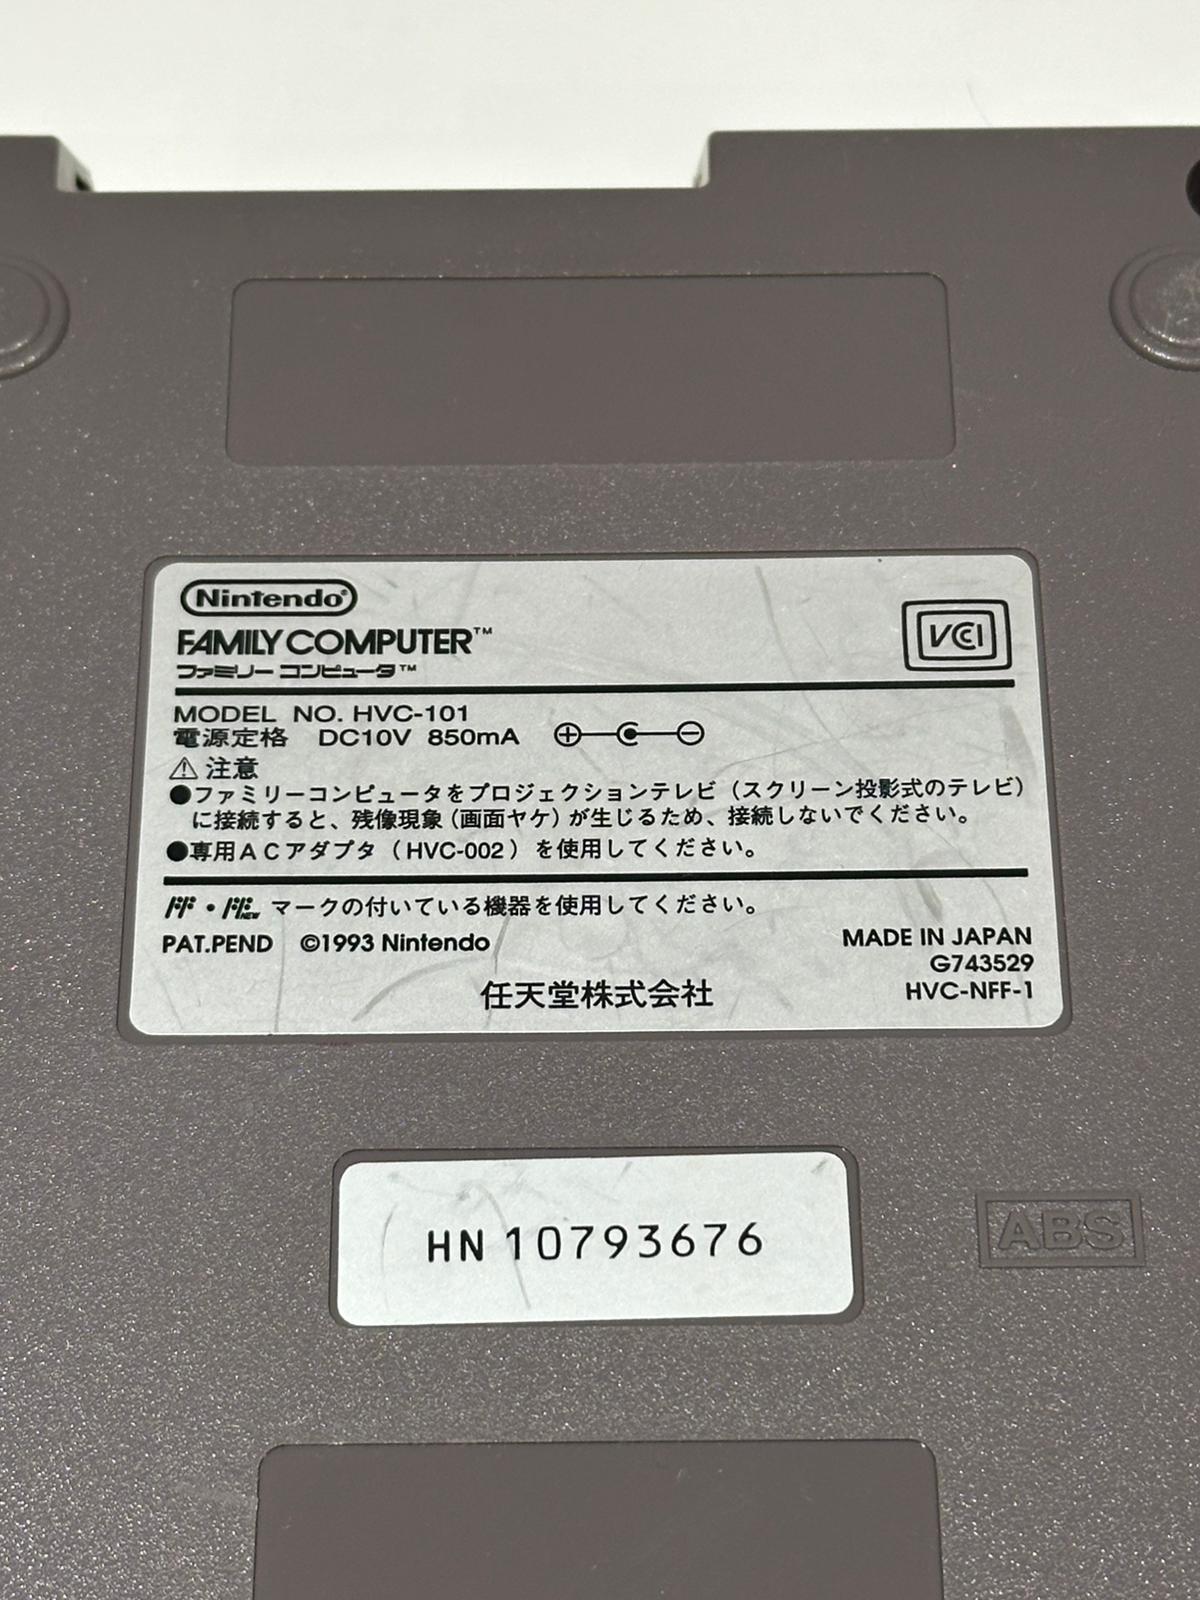 Nintendo®
FAMILY COMPUTER™
ファミリー コンピュータ™
VCCI
MODEL NO. HVC-101
電源定格 DC10V 850mA
注意
●ファミリーコンピュータをプロジェクションテレビ（スクリーン投影式のテレビ）
に接続すると、残像現象（画面ヤケ）が生じるため、接続しないでください。
●専用ACアダプタ（HVC-002）を使用してください。
FF・FF NEW マークの付いている機器を使用してください。
PAT.PEND ©1993 Nintendo
MADE IN JAPAN
G743529
HVC-NFF-1
任天堂株式会社
HN 10793676
ABS